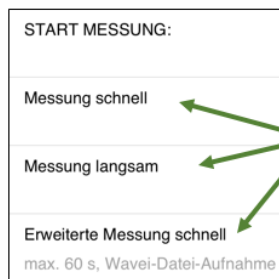 START MESSUNG:
Messung schnell
Messung langsam
Erweiterte Messung schnell
max. 60 s, Wavei-Datei-Aufnahme